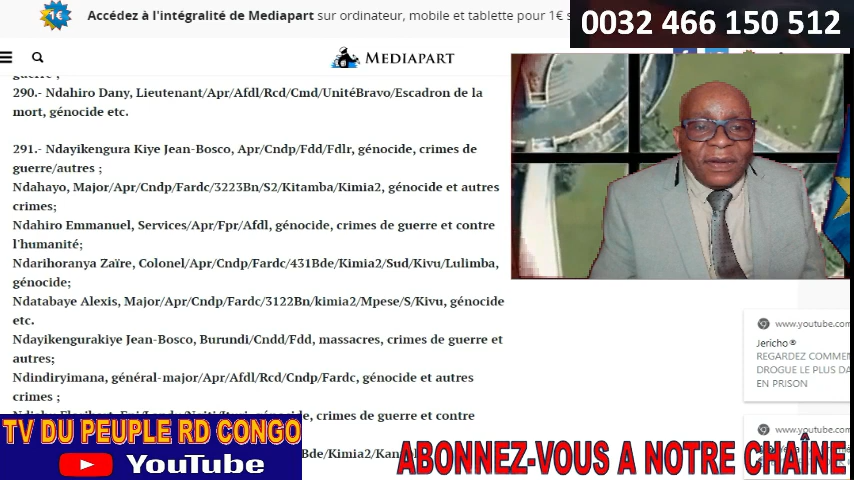 1€
Accédez à l'intégralité de Mediapart sur ordinateur, mobile et tablette pour 1€ s
0032 466 150 512
MEDIAPART
guerre ;
290.- Ndahiro Dany, Lieutenant/Apr/Afdl/Rcd/Cmd/UnitéBravo/Escadron de la
mort, génocide etc.
291.- Ndayikengura Kiye Jean-Bosco, Apr/Cndp/Fdd/Fdlr, génocide, crimes de
guerre/autres ;
Ndahayo, Major/Apr/Cndp/Fardc/3223Bn/S2/Kitamba/Kimia2, génocide et autres
crimes;
Ndahiro Emmanuel, Services/Apr/Fpr/Afdl, génocide, crimes de guerre et contre
l'humanité;
Ndarihoranya Zaïre, Colonel/Apr/Cndp/Fardc/431Bde/Kimia2/Sud/Kivu/Lulimba,
génocide;
Ndatabaye Alexis, Major/Apr/Cndp/Fardc/3122Bn/kimia2/Mpese/S/Kivu, génocide
etc.
Ndayikengurakiye Jean-Bosco, Burundi/Cndd/Fdd, massacres, crimes de guerre et
autres;
Ndindiryimana, général-major/Apr/Afdl/Rcd/Cndp/Fardc, génocide et autres
crimes ;
crimes de guerre et contre
Bde/Kimia2/Kan
www.youtube.com
Jericho®
REGARDEZ COMMEN
DROGUE LE PLUS DA
EN PRISON
www.youtube.com
TV DU PEUPLE RD CONGO
YouTube
ABONNEZ-VOUS A NOTRE CHAÎNE